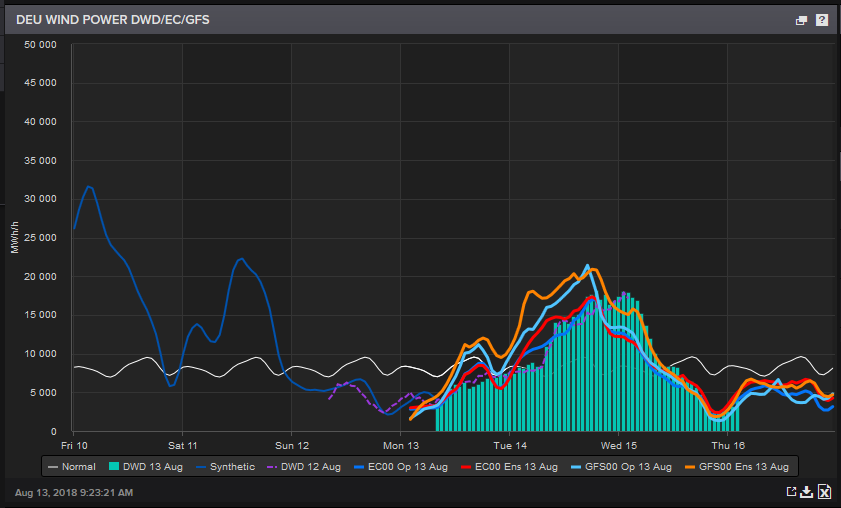 DEU WIND POWER DWD/EC/GFS
?
50 000
45 000
40 000
35 000
30 000
25 000
20 000
15 000
10 000
5 000
0
MWh/h
Fri 10 Sat 11 Sun 12 Mon 13 Tue 14 Wed 15 Thu 16
Normal DWD 13 Aug Synthetic DWD 12 Aug EC00 Op 13 Aug EC00 Ens 13 Aug GFS00 Op 13 Aug GFS00 Ens 13 Aug
Aug 13, 2018 9:23:21 AM
X